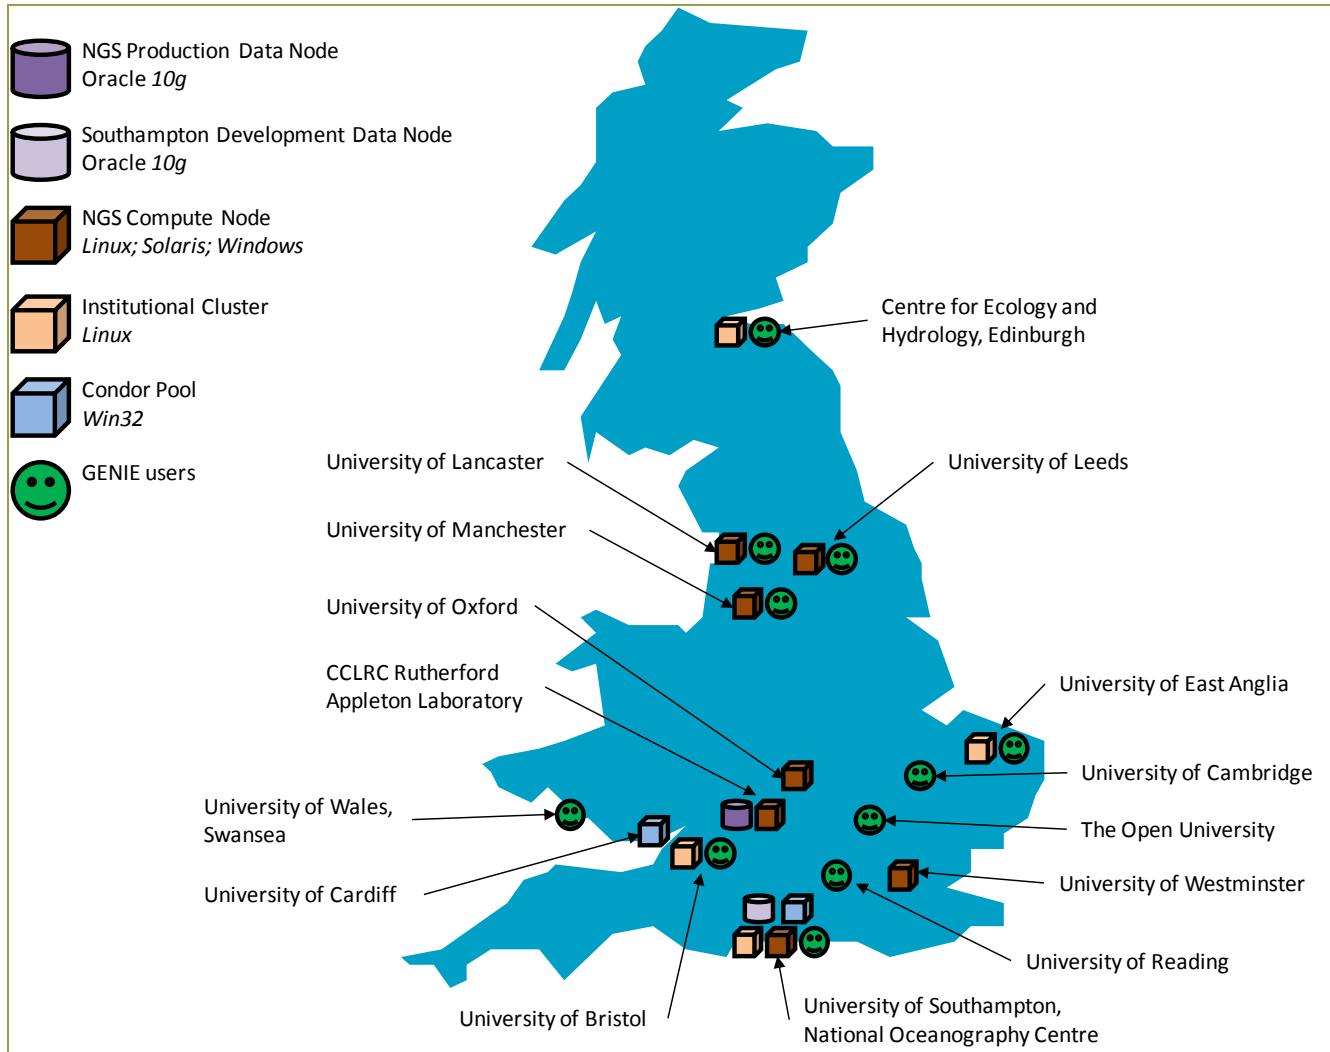 NGS Production Data Node
Oracle 10g
Southampton Development Data Node
Oracle 10g
NGS Compute Node
Linux; Solaris; Windows
Institutional Cluster
Linux
Condor Pool
Win32
GENIE users
Centre for Ecology and
Hydrology, Edinburgh
University of Lancaster
University of Leeds
University of Manchester
University of Oxford
CCLRC Rutherford
Appleton Laboratory
University of East Anglia
University of Cambridge
University of Wales,
Swansea
The Open University
University of Cardiff
University of Westminster
University of Reading
University of Bristol
University of Southampton,
National Oceanography Centre